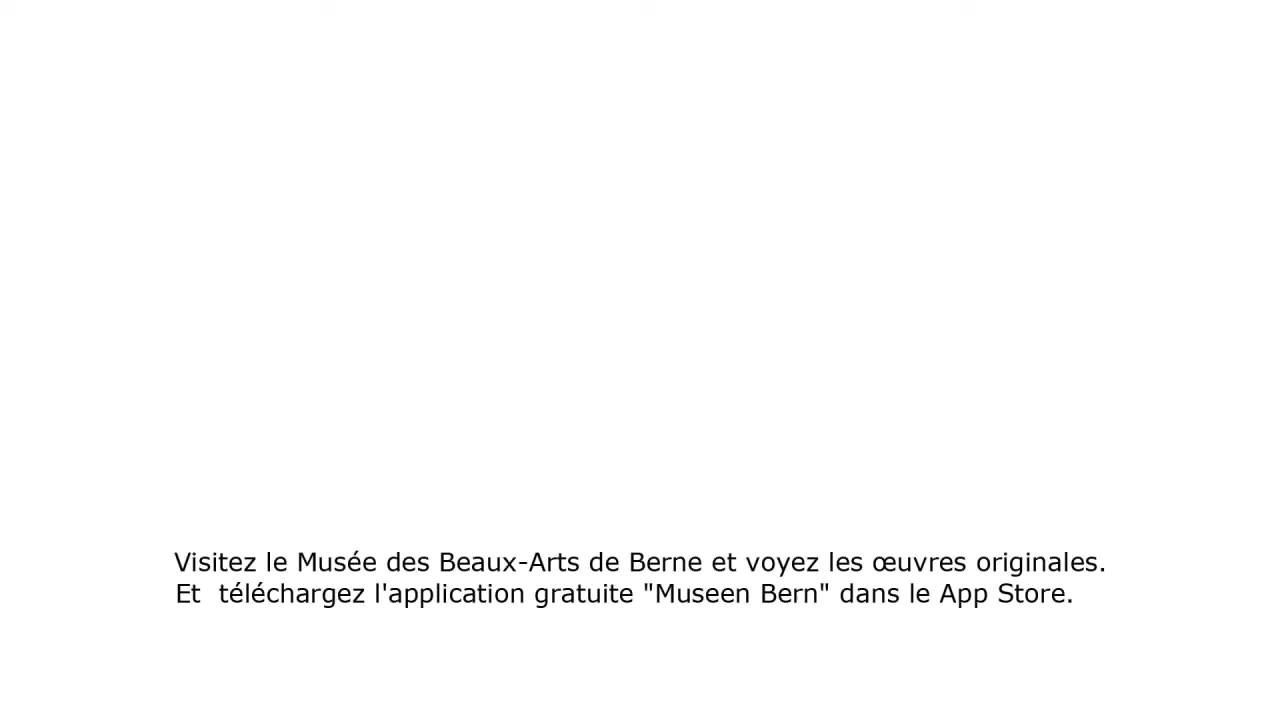 Visitez le Musée des Beaux-Arts de Berne et voyez les œuvres originales.
Et  téléchargez l'application gratuite "Museen Bern" dans le App Store.